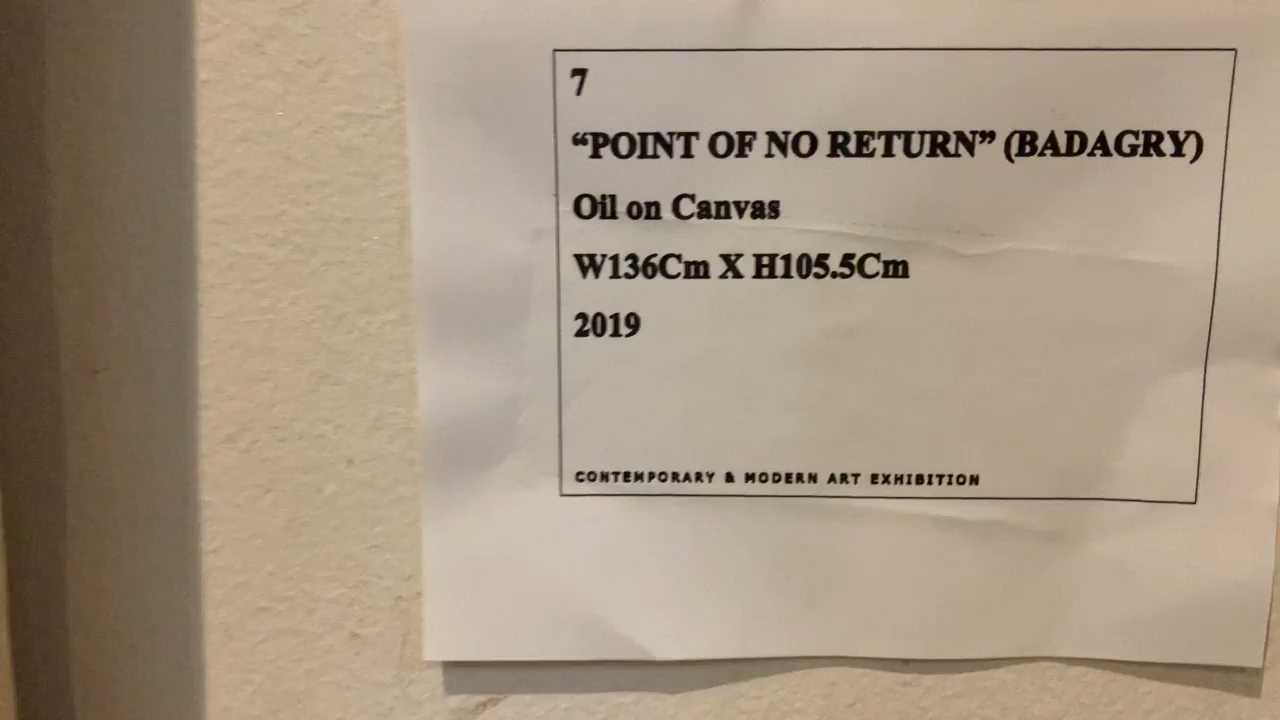 7
“POINT OF NO RETURN” (BADAGRY)
Oil on Canvas
W136Cm X H105.5Cm
2019
CONTEMPORARY & MODERN ART EXHIBITION